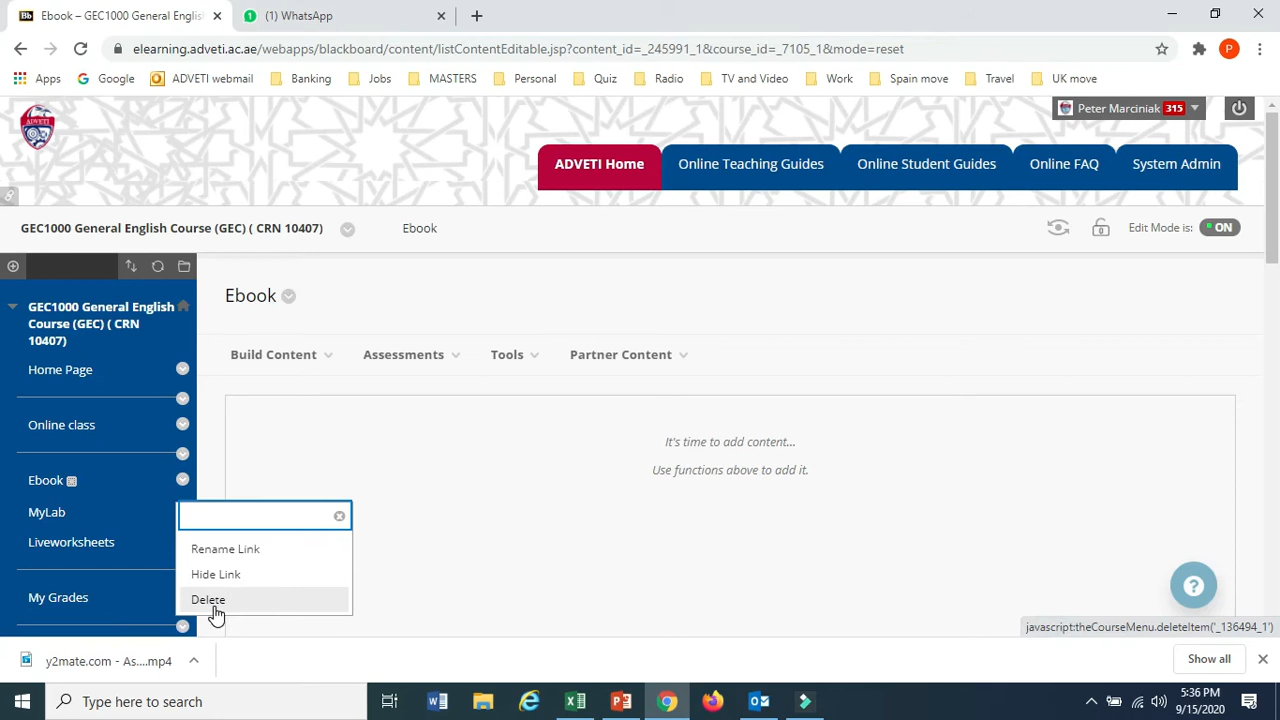 Bb Ebook – GEC1000 General Englis
(1) WhatsApp
elearning.adveti.ac.ae/webapps/blackboard/content/listContentEditable.jsp?content_id=_245991_1&course_id=_7105_1&mode=reset
P
Apps Google ADVETI webmail Banking Jobs MASTERS Personal Quiz Radio TV and Video Work Spain move Travel UK move
ADVETI
Peter Marciniak 315
ADVETI Home Online Teaching Guides Online Student Guides Online FAQ System Admin
GEC1000 General English Course (GEC) ( CRN 10407) Ebook Edit Mode is: ON
GEC1000 General English
Course (GEC) ( CRN
10407)
Home Page
Online class
Ebook
MyLab
Liveworksheets
My Grades
Ebook
Build Content Assessments Tools Partner Content
It's time to add content...
Use functions above to add it.
Rename Link
Hide Link
Delete
?
javascript:theCourseMenu.deleteItem('_136494_1')
y2mate.com - As....mp4 Show all
Type here to search
5:36 PM
9/15/2020